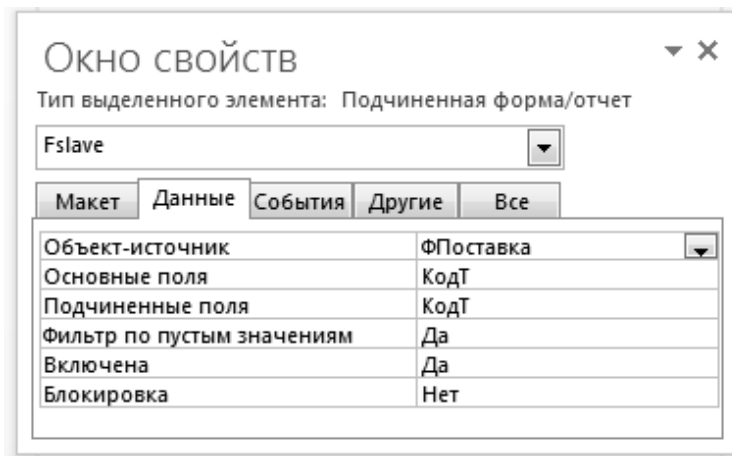 Окно свойств
Тип выделенного элемента: Подчиненная форма/отчет
Fslave
Макет Данные События Другие Все
Объект-источник ФПоставка
Основные поля КодТ
Подчиненные поля КодТ
Фильтр по пустым значениям Да
Включена Да
Блокировка Нет